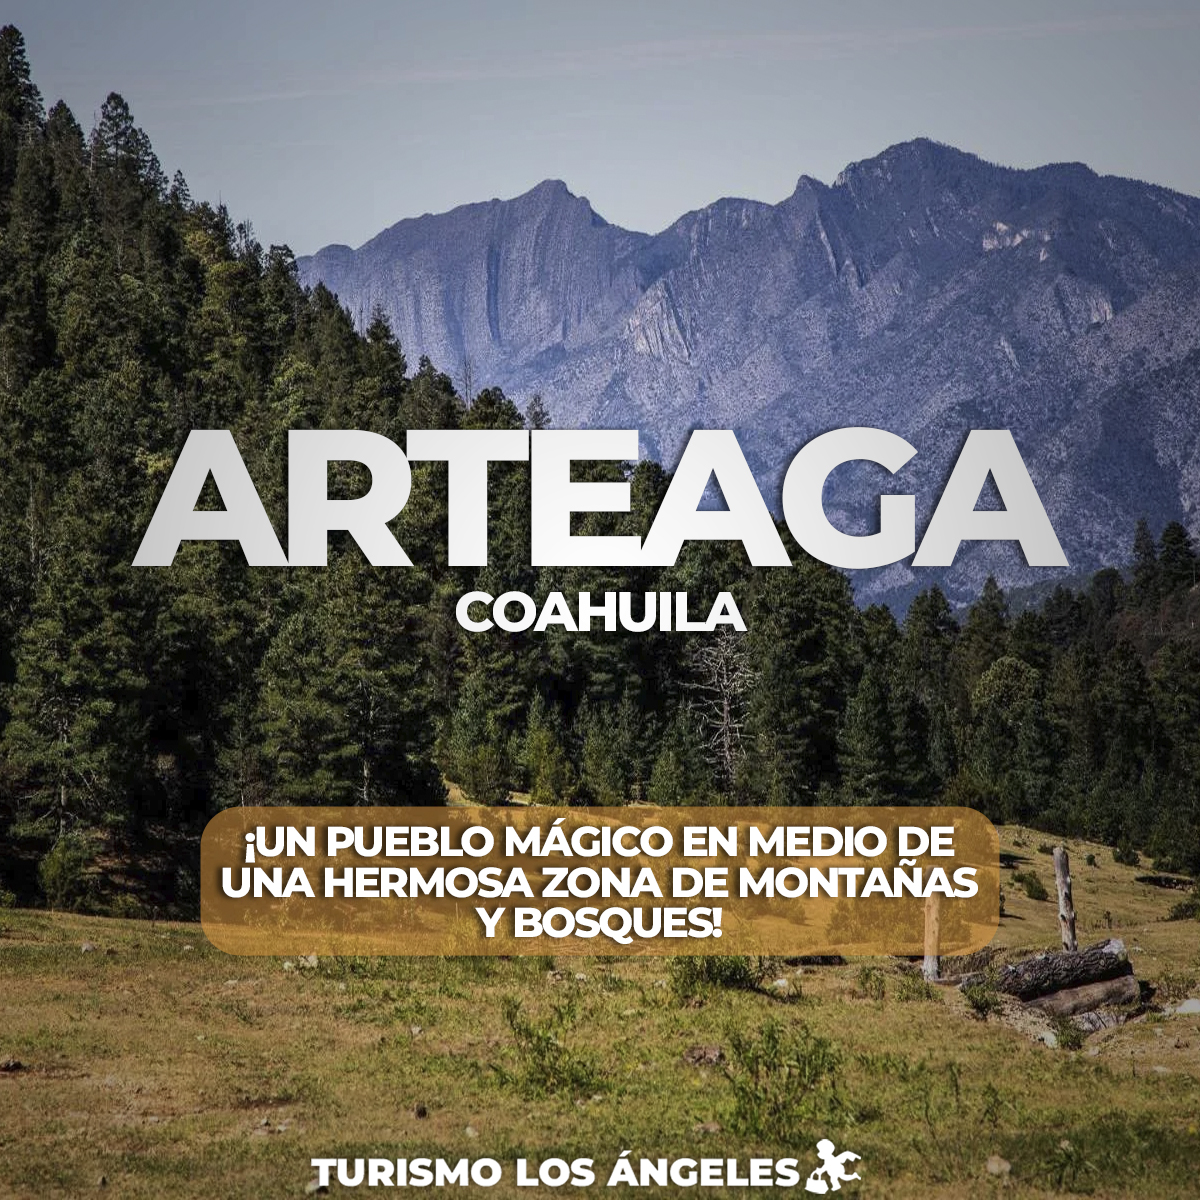 ARTEAGA
COAHUILA
¡UN PUEBLO MÁGICO EN MEDIO DE
UNA HERMOSA ZONA DE MONTAÑAS
Y BOSQUES!
TURISMO LOS ÁNGELES